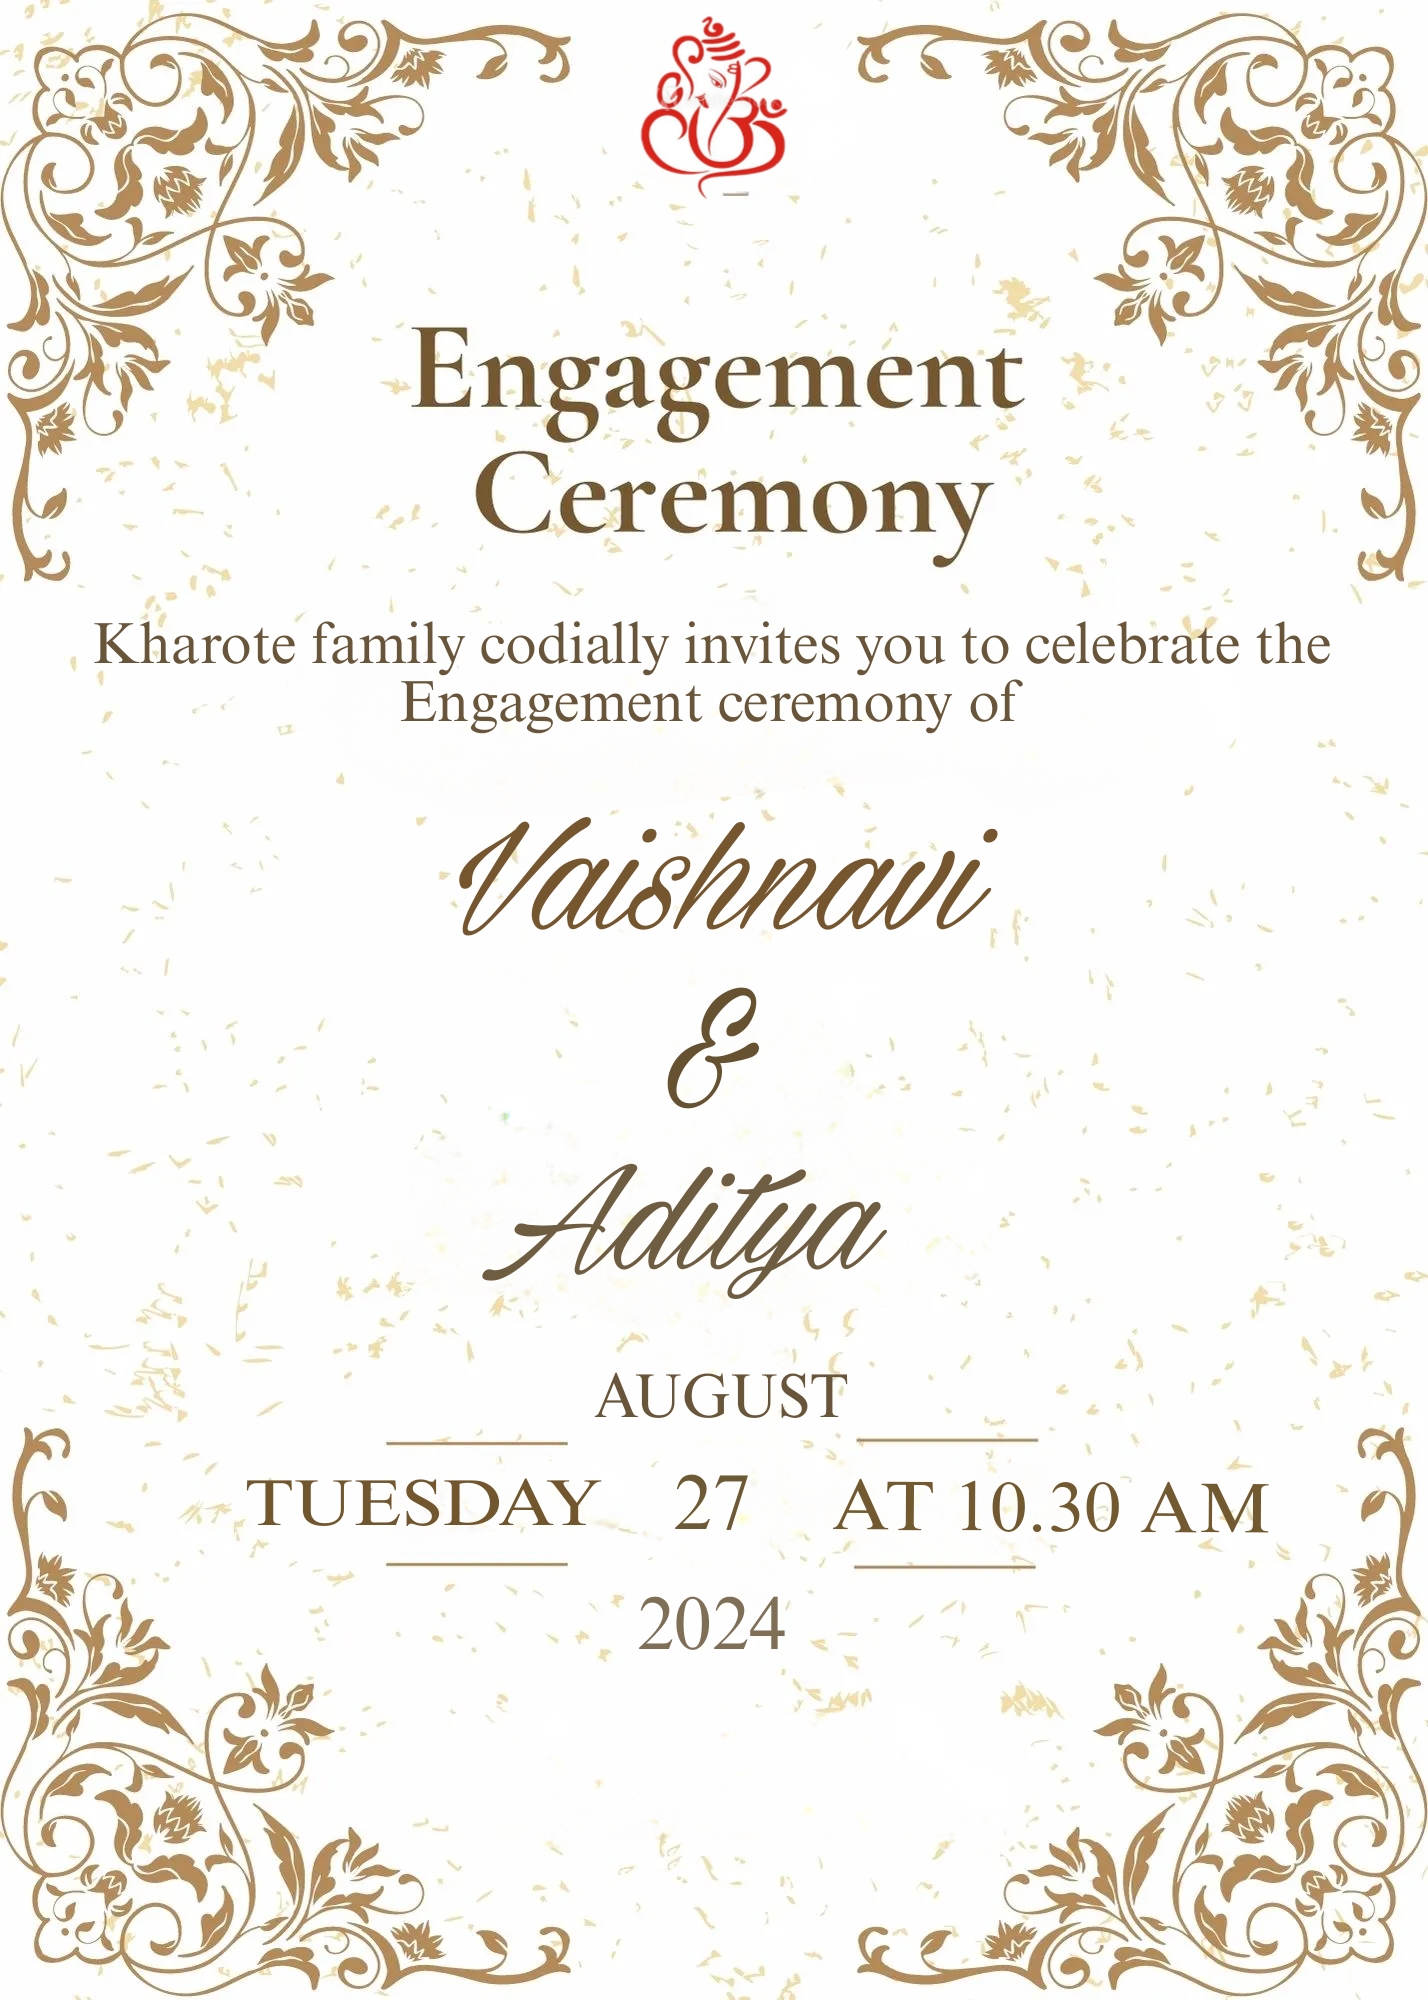 Engagement
Ceremony
Kharote family codially invites you to celebrate the
Engagement ceremony of
Vaishnavi
&
Aditya
AUGUST
TUESDAY 27 AT 10.30 AM
2024